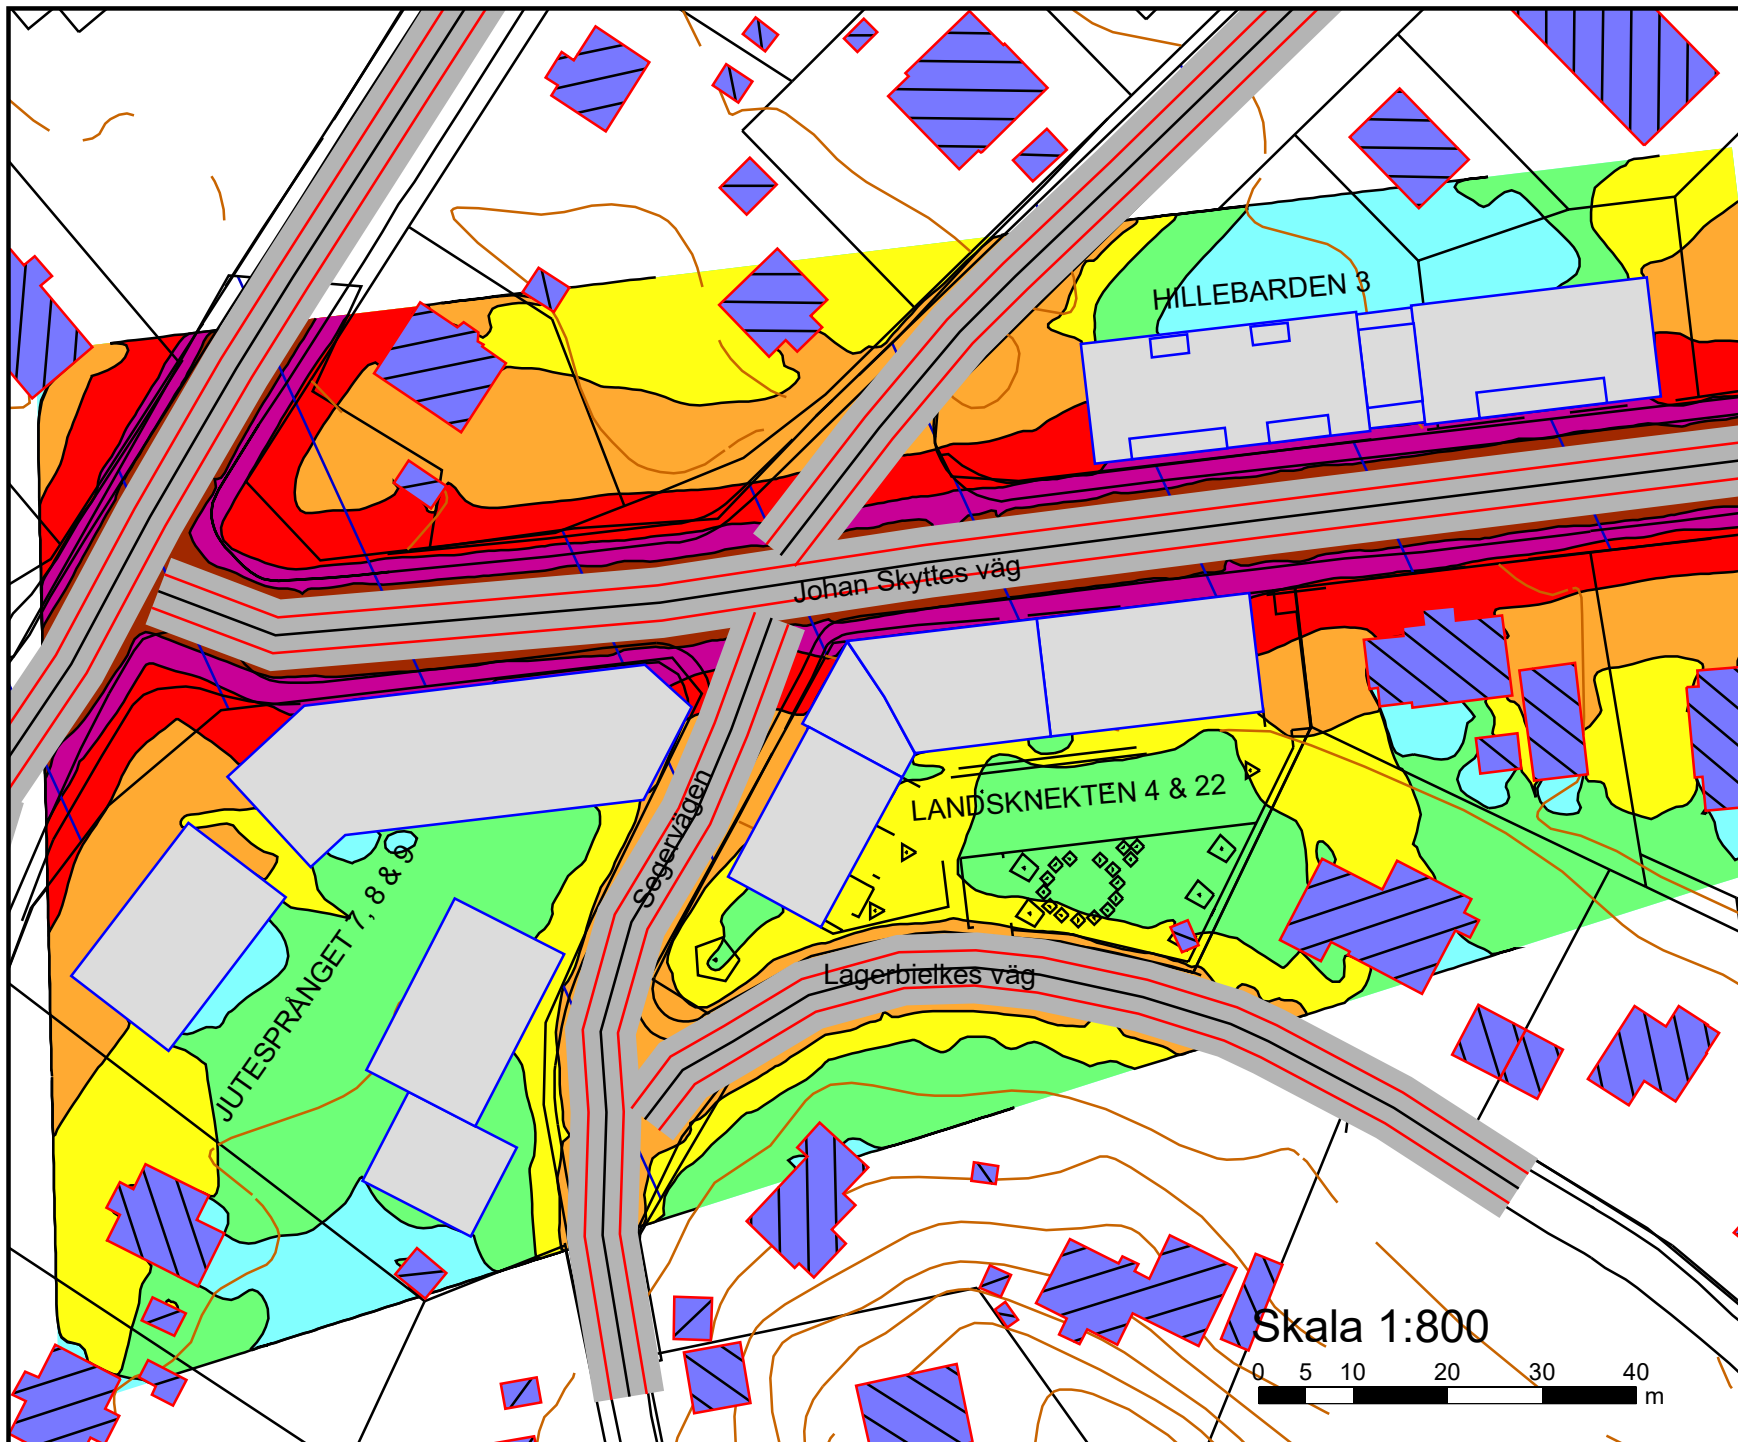 HILLEBARDEN 3
Johan Skyttes väg
LANDSKNEKTEN 4 & 22
Segervägen
JUTESPRÅNGET 7, 8 & 9
Lagerbielkes väg
Skala 1:800
0 5 10 20 30 40
m